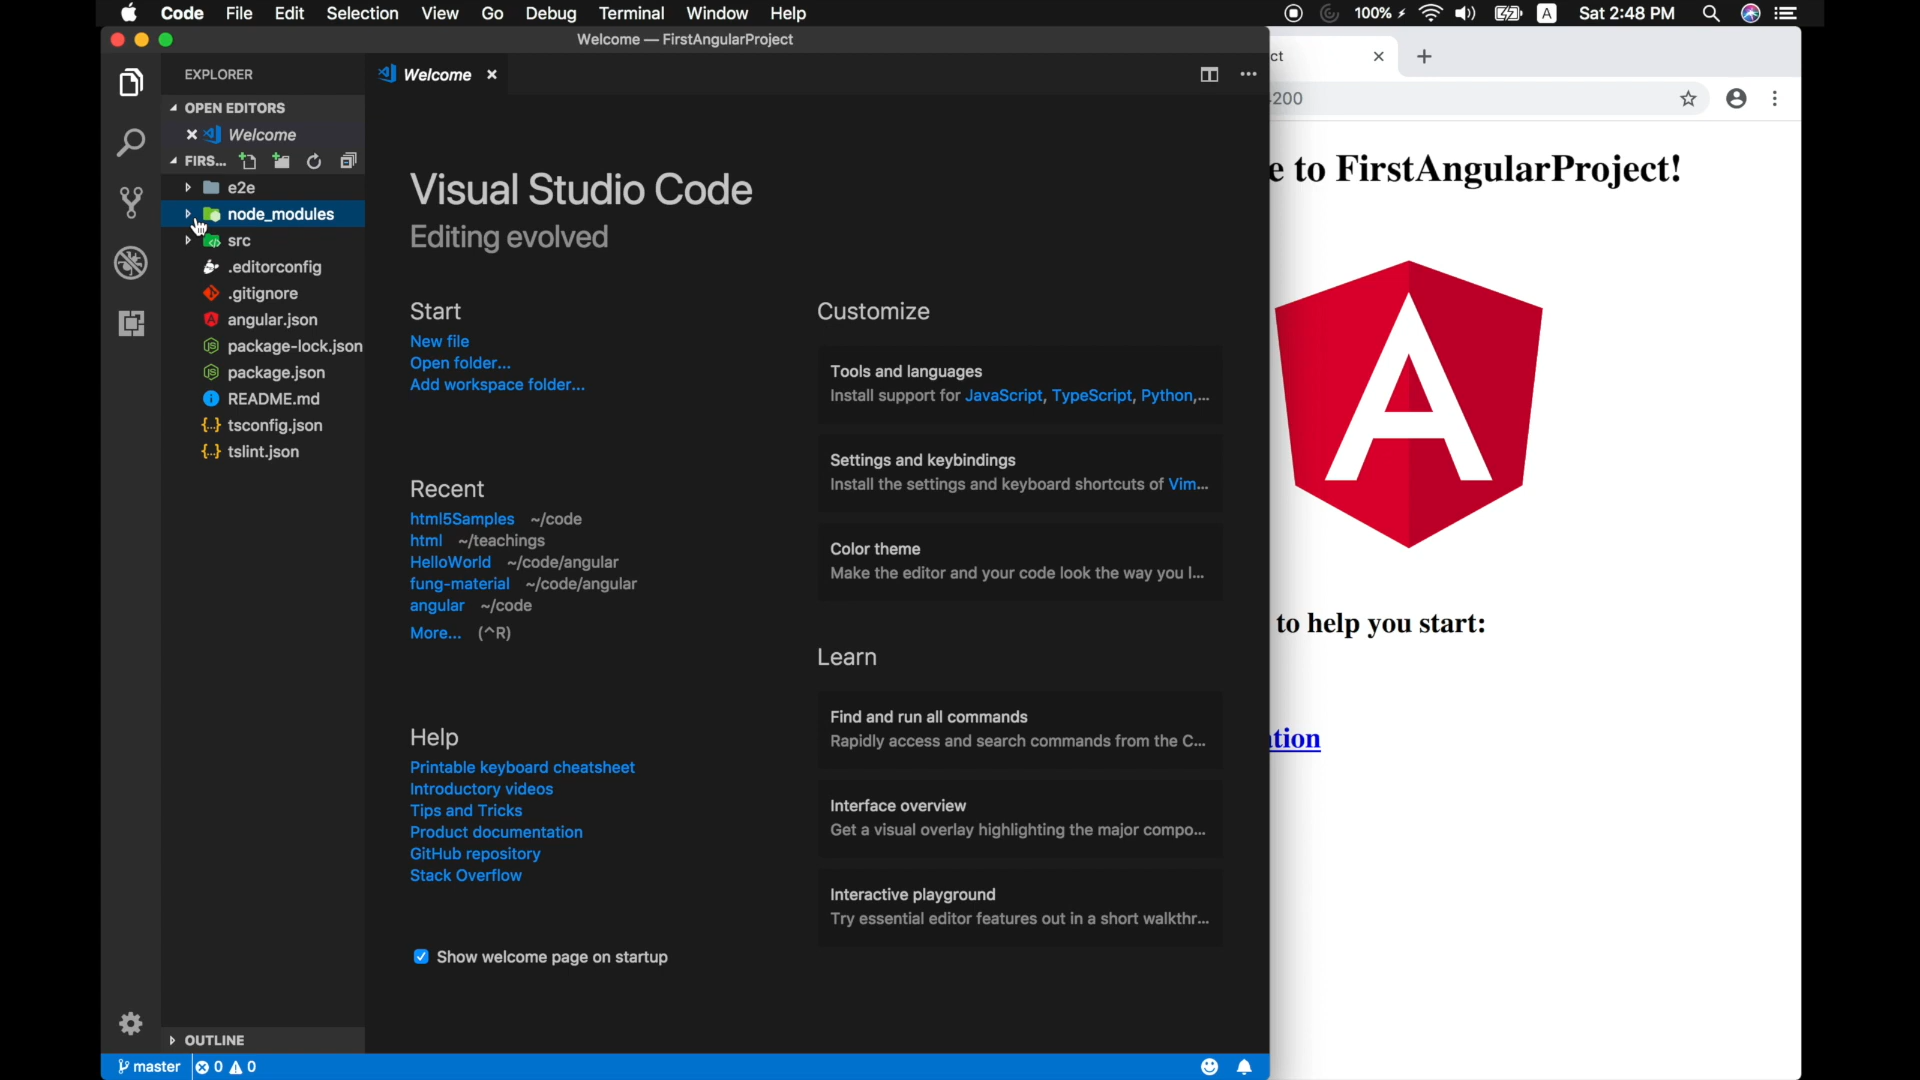 Code File Edit Selection View Go Debug Terminal Window Help
100% A Sat 2:48 PM
Welcome — FirstAngularProject
EXPLORER
OPEN EDITORS
Welcome
FIRS...
e2e
node_modules
src
.editorconfig
.gitignore
angular.json
package-lock.json
package.json
README.md
tsconfig.json
tslint.json
OUTLINE
master 0 0
Welcome
Visual Studio Code
Editing evolved
Start
New file
Open folder...
Add workspace folder...
Recent
html5Samples ~/code
html ~/teachings
HelloWorld ~/code/angular
fung-material ~/code/angular
angular ~/code
More... (^R)
Help
Printable keyboard cheatsheet
Introductory videos
Tips and Tricks
Product documentation
GitHub repository
Stack Overflow
Show welcome page on startup
Customize
Tools and languages
Install support for JavaScript, TypeScript, Python,...
Settings and keybindings
Install the settings and keyboard shortcuts of Vim...
Color theme
Make the editor and your code look the way you l...
Learn
Find and run all commands
Rapidly access and search commands from the C...
Interface overview
Get a visual overlay highlighting the major compo...
Interactive playground
Try essential editor features out in a short walkthr...
ct
200
e to FirstAngularProject!
A
to help you start:
tion